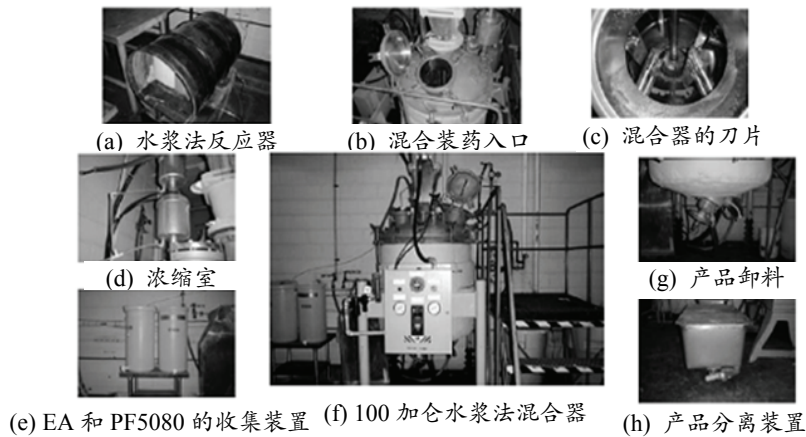 (a) 水浆法反应器
(b) 混合装药入口
(c) 混合器的刀片
(d) 浓缩室
(g) 产品卸料
(e) EA 和 PF5080 的收集装置
(f) 100 加仑水浆法混合器
(h) 产品分离装置